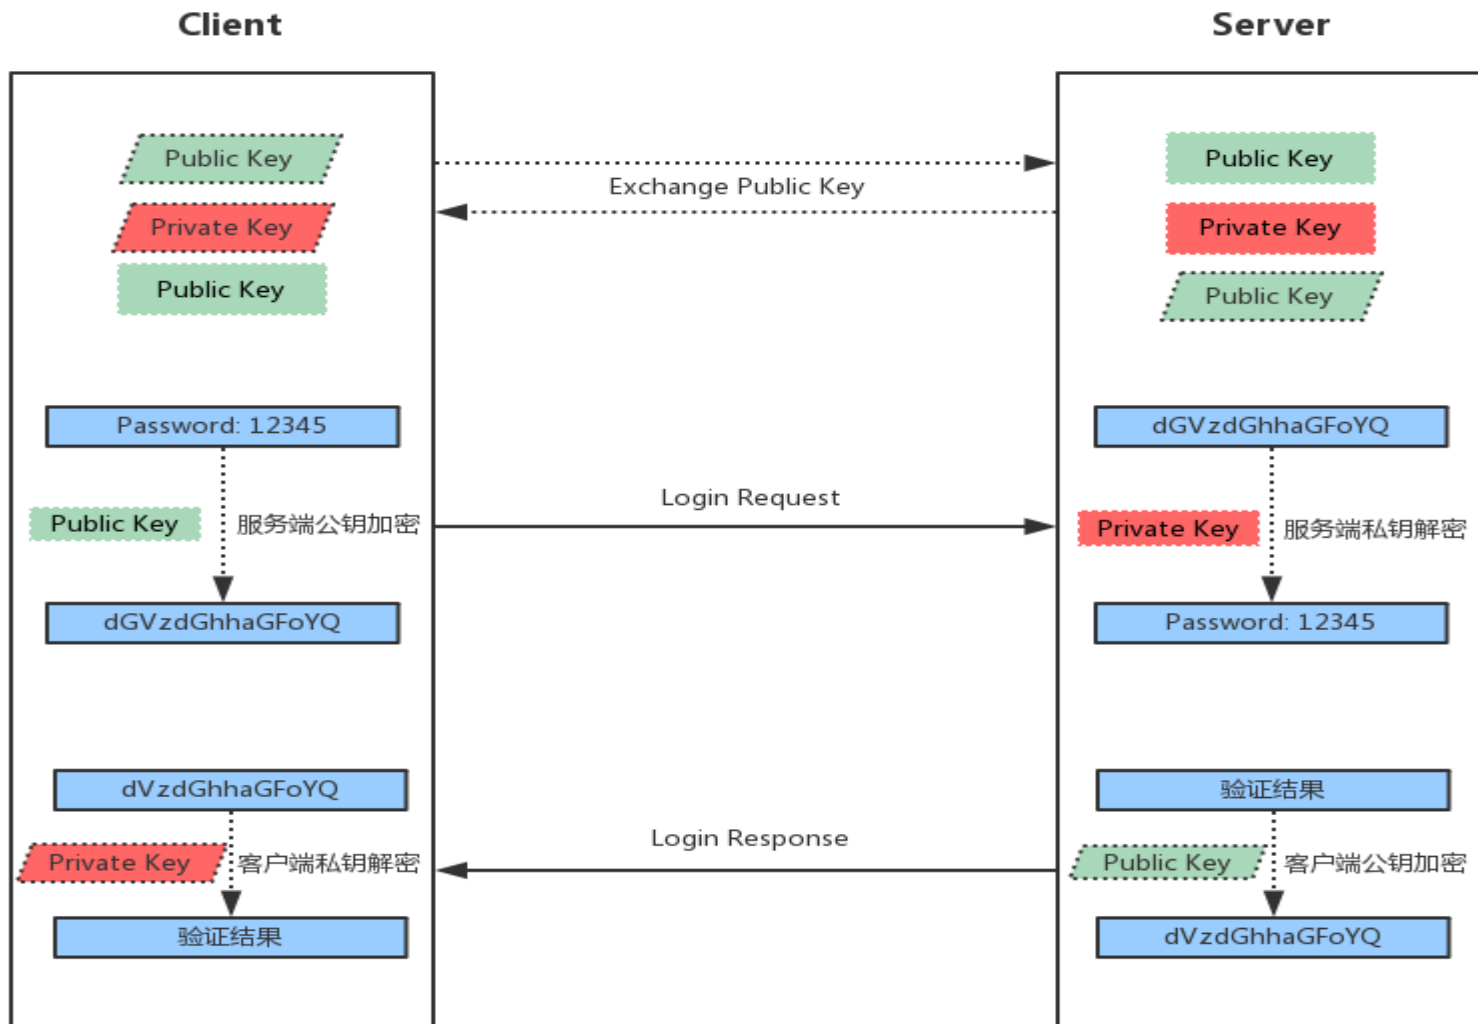 Client
Server
Public Key
Private Key
Public Key
Exchange Public Key
Public Key
Private Key
Public Key
Password: 12345
Public Key
服务端公钥加密
dGVzdGhhaGFoYQ
Login Request
dGVzdGhhaGFoYQ
Private Key
服务端私钥解密
Password: 12345
dVzdGhhaGFoYQ
Private Key
客户端私钥解密
验证结果
Login Response
验证结果
Public Key
客户端公钥加密
dVzdGhhaGFoYQ